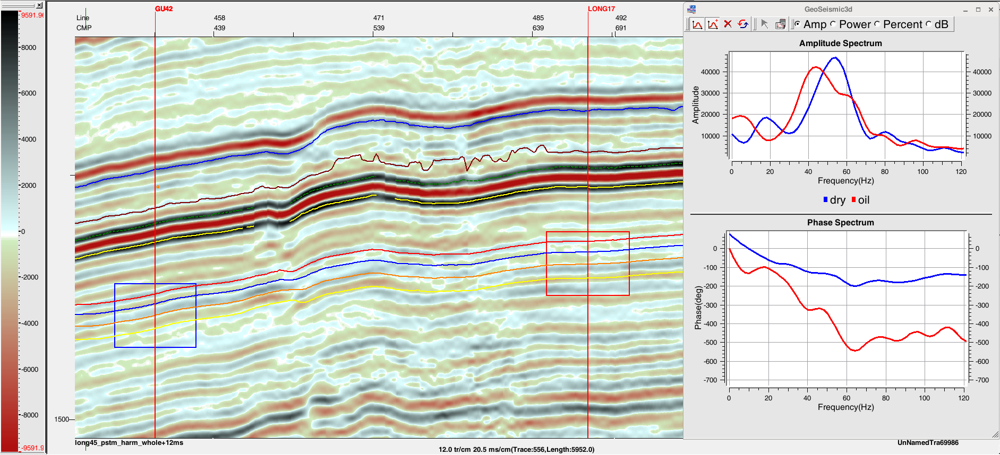 9591.96
8000
6000
4000
2000
0
-2000
-4000
-6000
-8000
-9591.9
GU42
LONG17
Line 458 471 485 492
CMP 439 539 639 691
1500
long45_pstm_harm_whole+12ms
12.0 tr/cm 20.5 ms/cm(Trace:556,Length:5952.0)
UnNamedTra69986
GeoSeismic3d
Amp Power Percent dB
Amplitude Spectrum
Amplitude
40000 40000
30000 30000
20000 20000
10000 10000
0 20 40 60 80 100 120
Frequency(Hz)
dry oil
Phase Spectrum
Phase(deg)
0 0
-100 -100
-200 -200
-300 -300
-400 -400
-500 -500
-600 -600
-700 -700
0 20 40 60 80 100 120
Frequency(Hz)